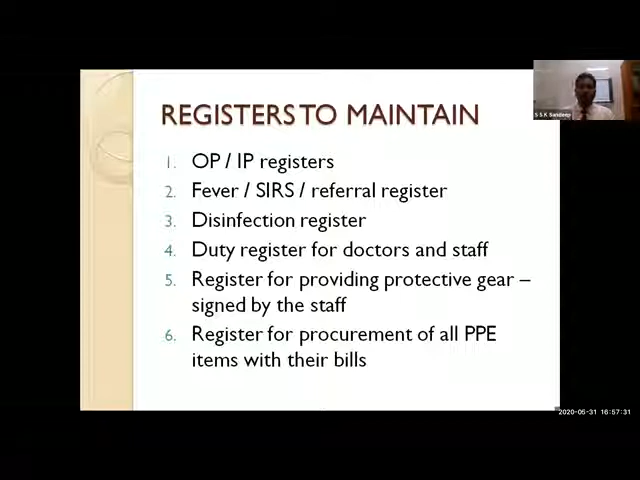 REGISTERS TO MAINTAIN
1. OP / IP registers
2. Fever / SIRS / referral register
3. Disinfection register
4. Duty register for doctors and staff
5. Register for providing protective gear –
signed by the staff
6. Register for procurement of all PPE
items with their bills
S S.K Sandeep
2020-05-31 16:57:31